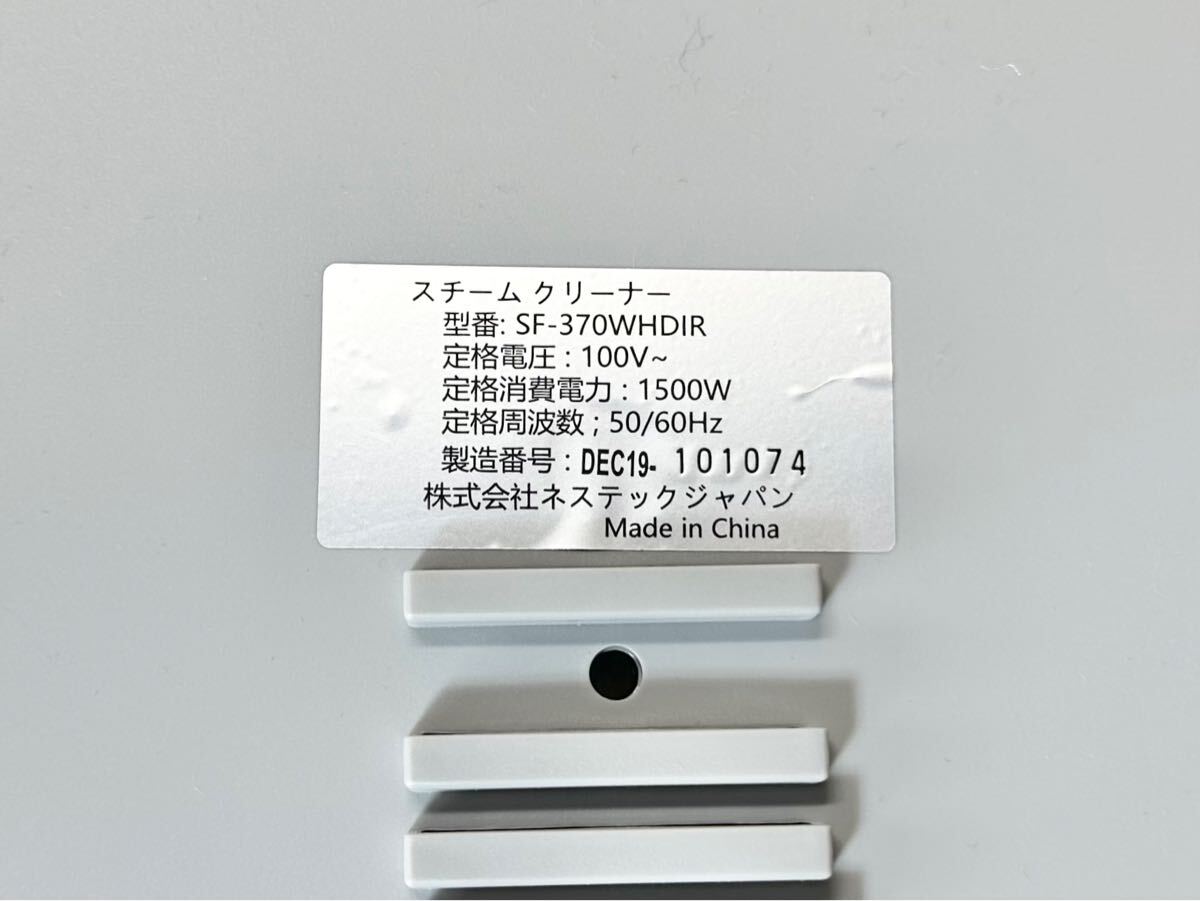 スチーム クリーナー
型番: SF-370WHDIR
定格電圧 : 100V~
定格消費電力 : 1500W
定格周波数 ; 50/60Hz
製造番号 : DEC19- 101074
株式会社ネステックジャパン
Made in China